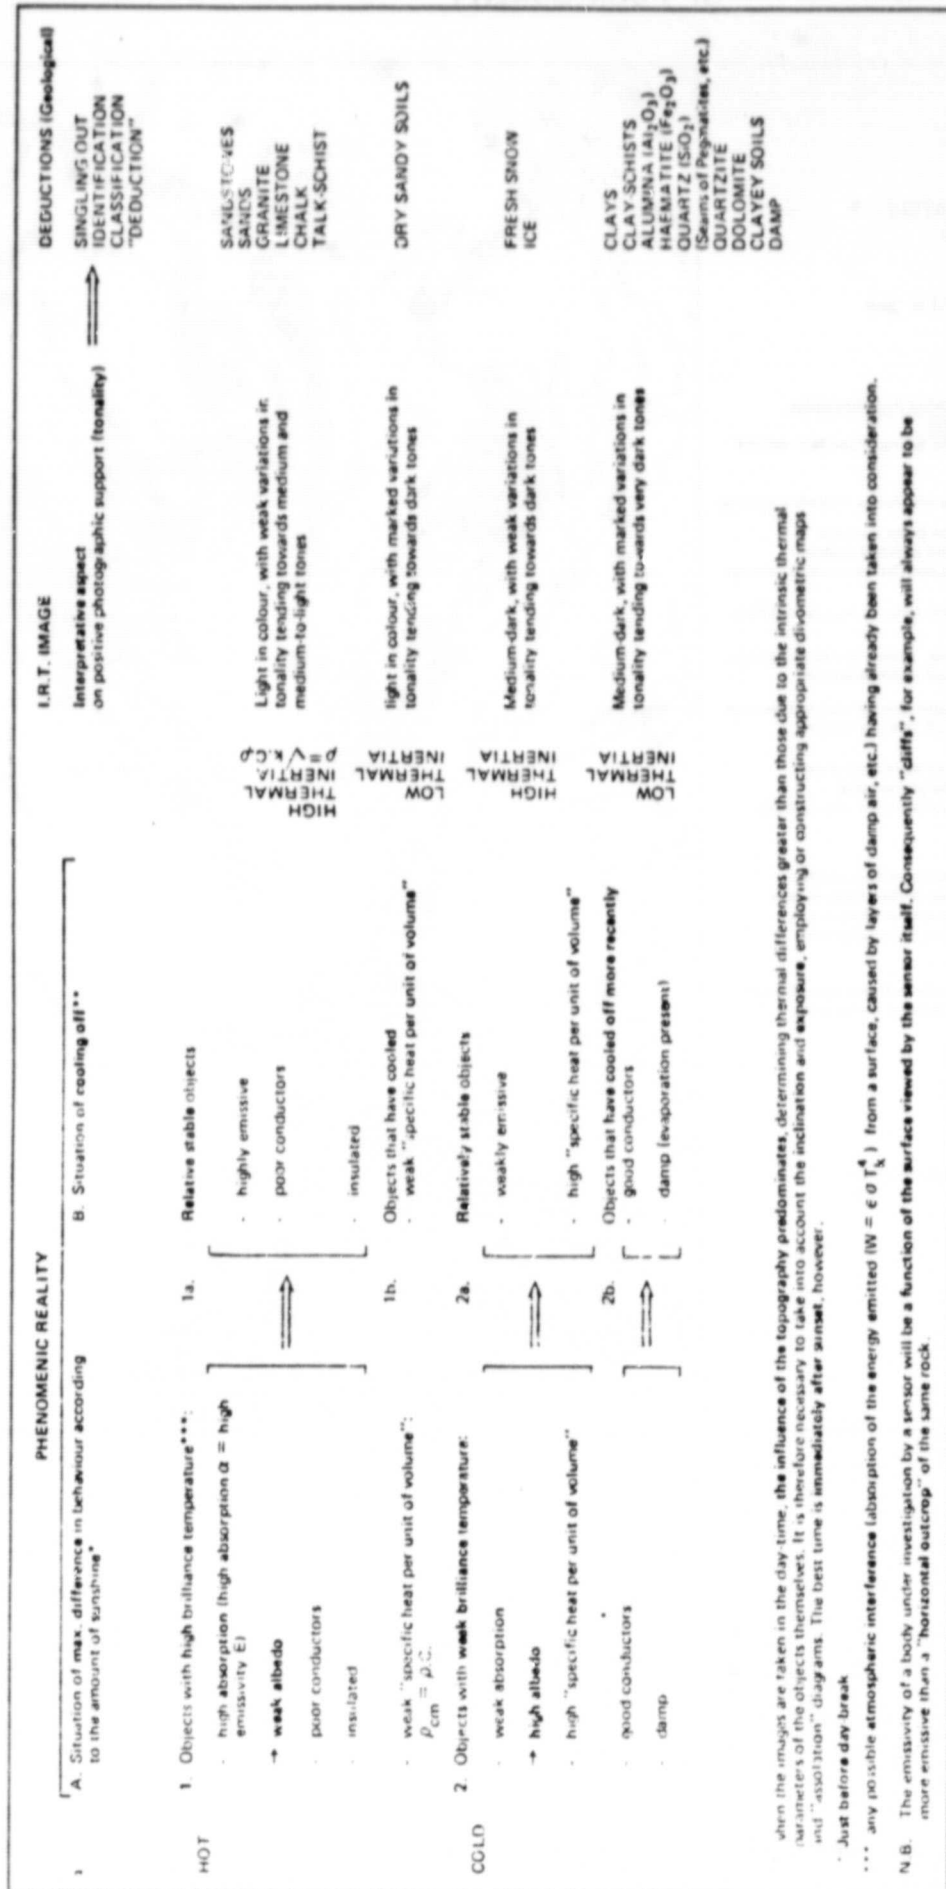 PHENOMENIC REALITY
I.R.T. IMAGE
DEDUCTIONS (Geological)
A. Situation of max. difference in behaviour according
to the amount of sunshine*
B. Situation of cooling off**
Interpretative aspect
on positive photographic support (tonality)
SINGLING OUT
IDENTIFICATION
CLASSIFICATION
"DEDUCTION"
HOT
1. Objects with high brilliance temperature***:
- high absorption (high absorption α = high
emissivity E)
→ weak albedo
- poor conductors
- insulated
1a. Relative stable objects
- highly emissive
- poor conductors
- insulated
HIGH
THERMAL
INERTIA
p = √k.C.ρ
Light in colour, with weak variations in
tonality tending towards medium and
medium-to-light tones
SANDSTONES
SANDS
GRANITE
LIMESTONE
CHALK
TALK-SCHIST
- weak "specific heat per unit of volume":
ρcm = ρ.c.
1b. Objects that have cooled
- weak "specific heat per unit of volume"
LOW
THERMAL
INERTIA
light in colour, with marked variations in
tonality tending towards dark tones
DRY SANDY SOILS
COLD
2. Objects with week brilliance temperature:
- weak absorption
→ high albedo
- high "specific heat per unit of volume"
2a. Relatively stable objects
- weakly emissive
- high "specific heat per unit of volume"
HIGH
THERMAL
INERTIA
Medium-dark, with weak variations in
tonality tending towards dark tones
FRESH SNOW
ICE
- good conductors
- damp
2b. Objects that have cooled off more recently
- good conductors
- damp (evaporation present)
LOW
THERMAL
INERTIA
Medium-dark, with marked variations in
tonality tending towards very dark tones
CLAYS
CLAY-SCHISTS
ALUMINA (Al₂O₃)
HAEMATITE (Fe₂O₃)
QUARTZ (SiO₂)
(Seams of Pegmatites, etc.)
QUARTZITE
DOLOMITE
CLAYEY SOILS
DAMP
when the images are taken in the day-time, the influence of the topography predominates, determining thermal differences greater than those due to the intrinsic thermal
parameters of the objects themselves. It is therefore necessary to take into account the inclination and exposure, employing or constructing appropriate divometric maps
and "assolation" diagrams. The best time is immediately after sunset, however.
Just before day break
*** any possible atmospheric interference (absorption of the energy emitted (W = ε σ T⁴) from a surface, caused by layers of damp air, etc.) having already been taken into consideration.
N.B. The emissivity of a body under investigation by a sensor will be a function of the surface viewed by the sensor itself. Consequently "cliffs", for example, will always appear to be
more emissive than a "horizontal outcrop" of the same rock.